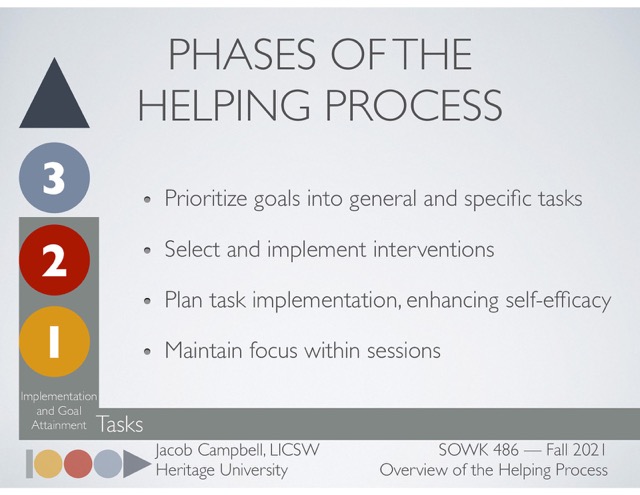 PHASES OF THE
HELPING PROCESS
3
2
1
• Prioritize goals into general and specific tasks
• Select and implement interventions
• Plan task implementation, enhancing self-efficacy
• Maintain focus within sessions
Implementation
and Goal
Attainment
Tasks
Jacob Campbell, LICSW
Heritage University
SOWK 486 — Fall 2021
Overview of the Helping Process